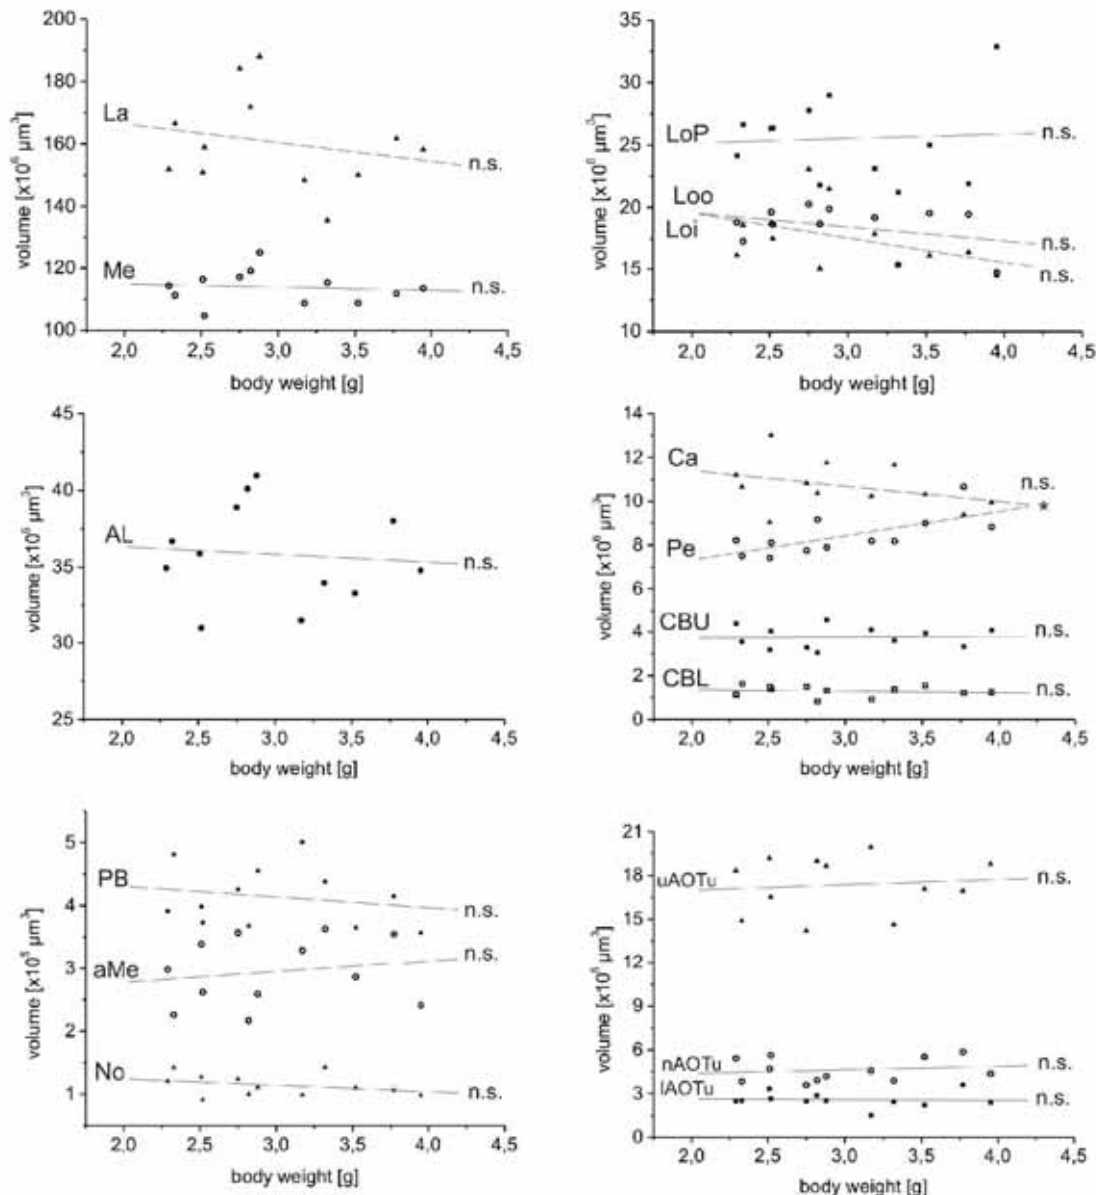 200
180
160
140
120
100
volume [x10⁶ µm³]
La
n.s.
Me
n.s.
2,0 2,5 3,0 3,5 4,0 4,5
body weight [g]
35
30
25
20
15
10
volume [x10⁶ µm³]
LoP
n.s.
Loo
n.s.
Loi
n.s.
2,0 2,5 3,0 3,5 4,0 4,5
body weight [g]
45
40
35
30
25
volume [x10⁶ µm³]
AL
n.s.
2,0 2,5 3,0 3,5 4,0 4,5
body weight [g]
14
12
10
8
6
4
2
0
volume [x10⁶ µm³]
Ca
n.s.
*
Pe
CBU
n.s.
CBL
n.s.
2,0 2,5 3,0 3,5 4,0 4,5
body weight [g]
5
4
3
2
1
volume [x10⁵ µm³]
PB
n.s.
aMe
n.s.
No
n.s.
2,0 2,5 3,0 3,5 4,0 4,5
body weight [g]
21
18
15
12
9
6
3
0
volume [x10⁵ µm³]
uAOTu
n.s.
nAOTu
n.s.
lAOTu
n.s.
2,0 2,5 3,0 3,5 4,0 4,5
body weight [g]